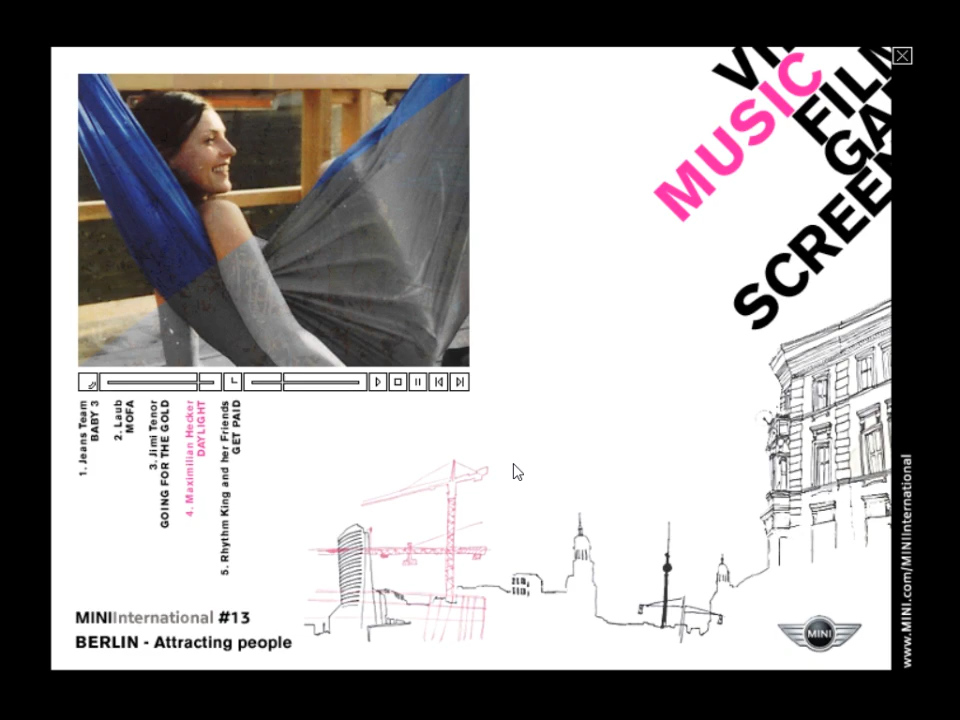 MUSIC
1. Jeans Team
BABY 3
2. Laub
MOFA
3. Jimi Tenor
GOING FOR THE GOLD
4. Maximilian Hecker
DAYLIGHT
5. Rhythm King and her Friends
GET PAID
MINIInternational #13
BERLIN - Attracting people
MINI
www.MINI.com/MINIInternational